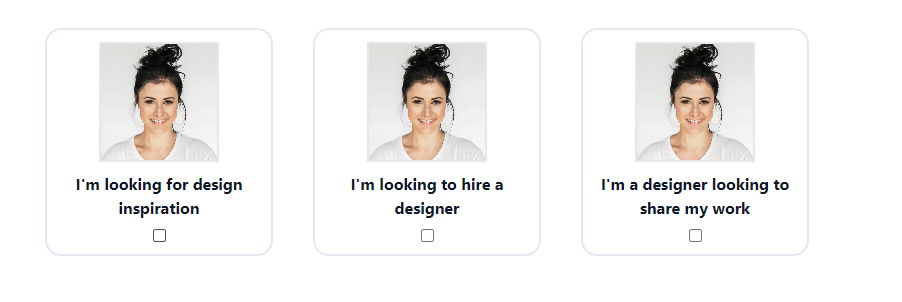 I'm looking for design
inspiration
I'm looking to hire a
designer
I'm a designer looking to
share my work